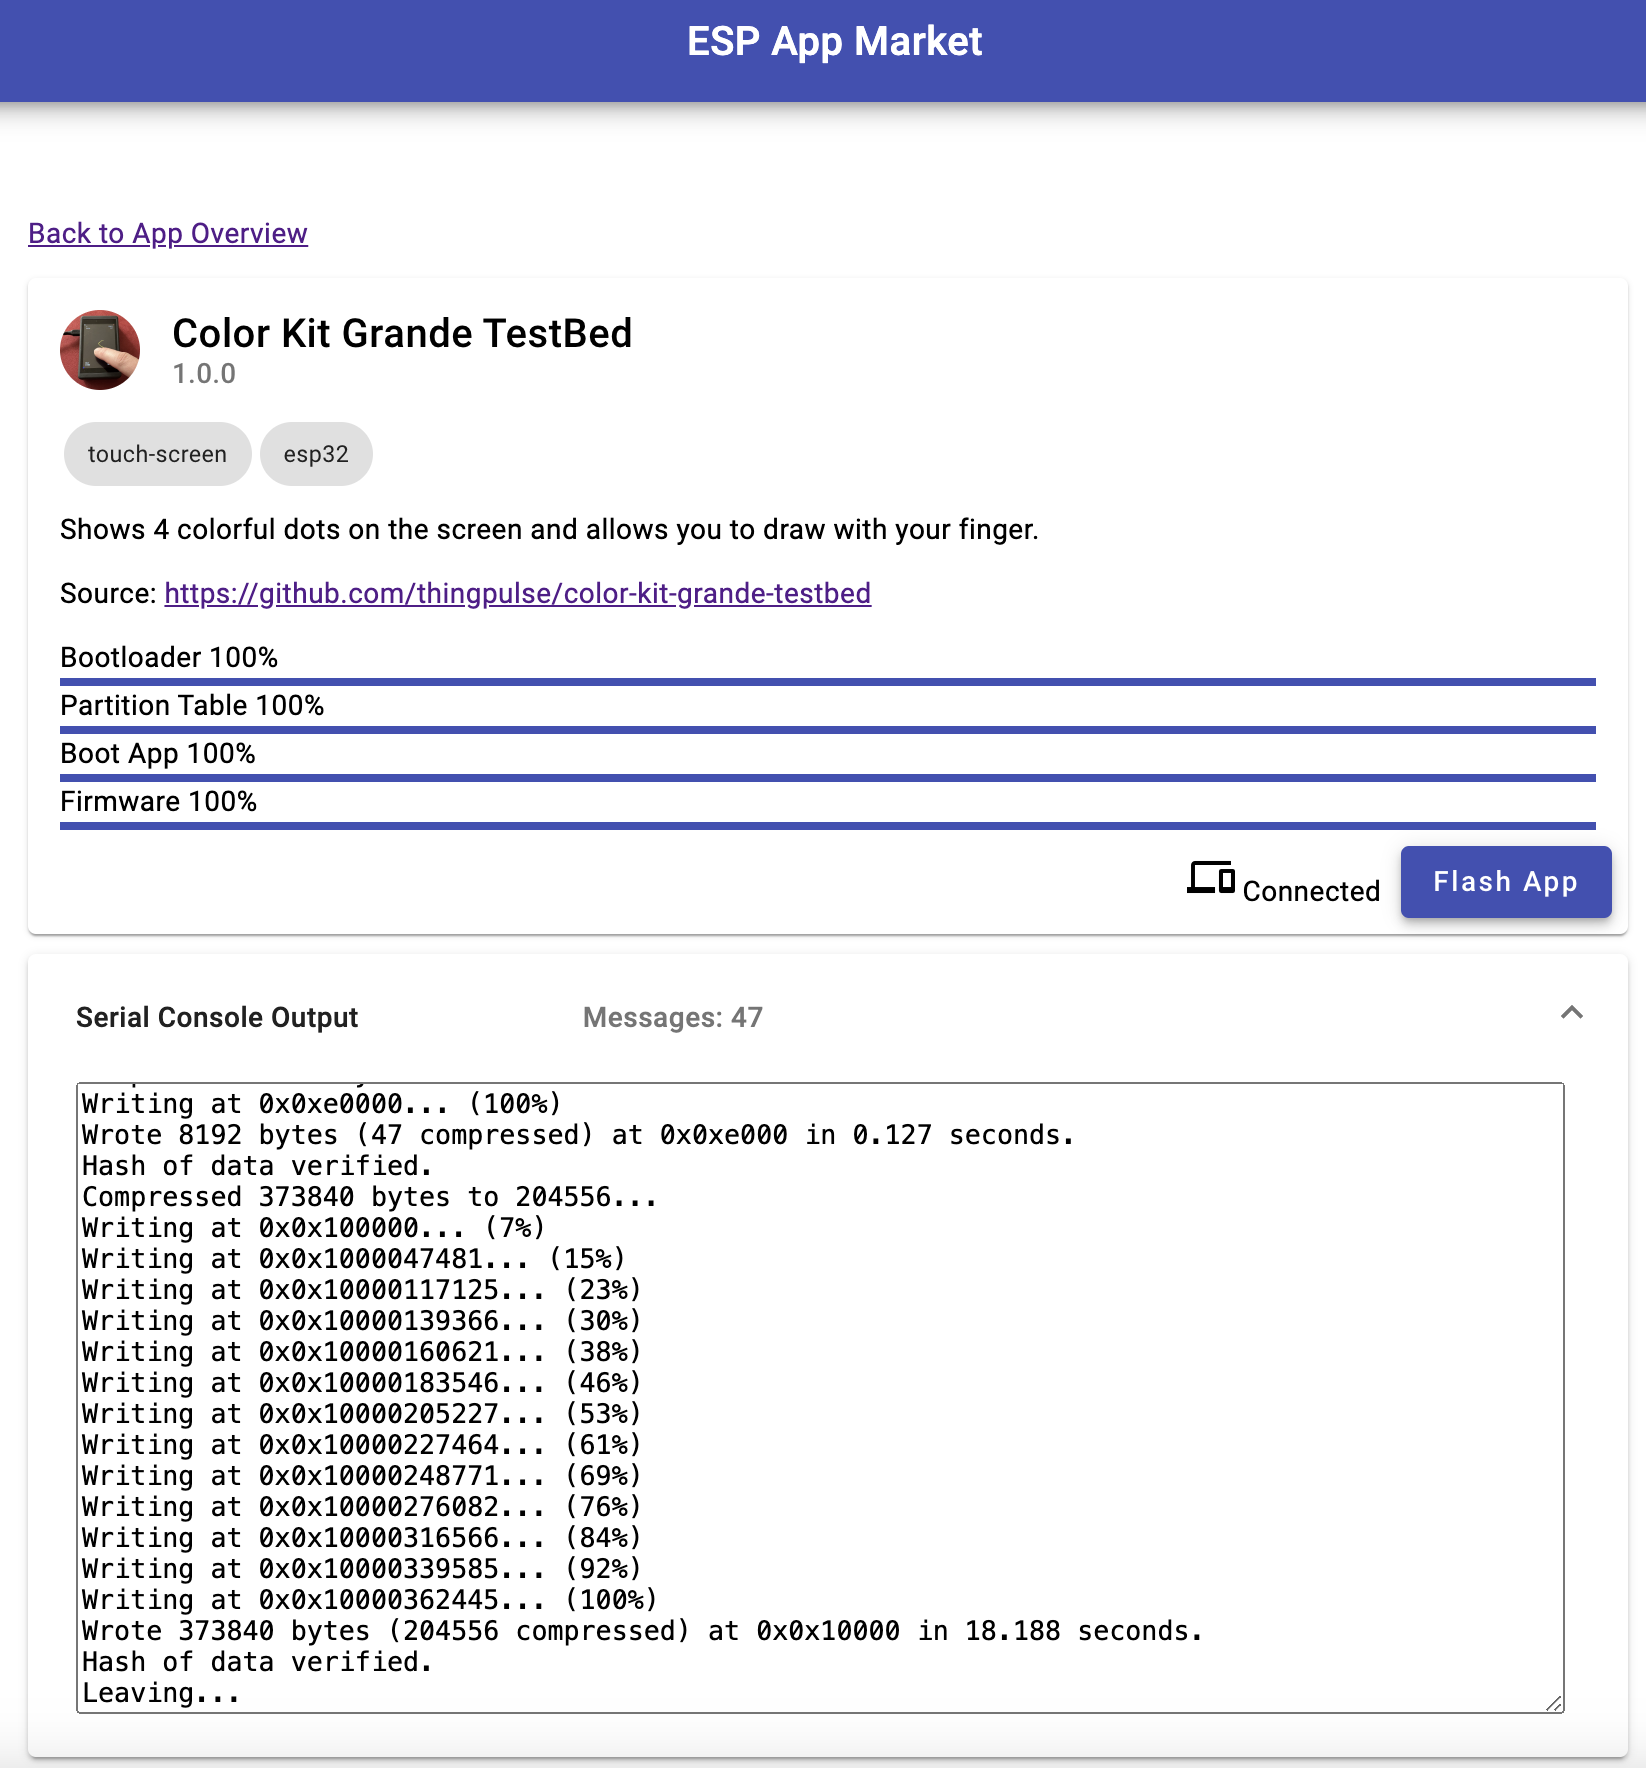 ESP App Market
Back to App Overview
Color Kit Grande TestBed
1.0.0
touch-screen esp32
Shows 4 colorful dots on the screen and allows you to draw with your finger.
Source: https://github.com/thingpulse/color-kit-grande-testbed
Bootloader 100%
Partition Table 100%
Boot App 100%
Firmware 100%
Connected Flash App
Serial Console Output Messages: 47
Writing at 0x0xe0000... (100%)
Wrote 8192 bytes (47 compressed) at 0x0xe000 in 0.127 seconds.
Hash of data verified.
Compressed 373840 bytes to 204556...
Writing at 0x0x100000... (7%)
Writing at 0x0x1000047481... (15%)
Writing at 0x0x10000117125... (23%)
Writing at 0x0x10000139366... (30%)
Writing at 0x0x10000160621... (38%)
Writing at 0x0x10000183546... (46%)
Writing at 0x0x10000205227... (53%)
Writing at 0x0x10000227464... (61%)
Writing at 0x0x10000248771... (69%)
Writing at 0x0x10000276082... (76%)
Writing at 0x0x10000316566... (84%)
Writing at 0x0x10000339585... (92%)
Writing at 0x0x10000362445... (100%)
Wrote 373840 bytes (204556 compressed) at 0x0x10000 in 18.188 seconds.
Hash of data verified.
Leaving...